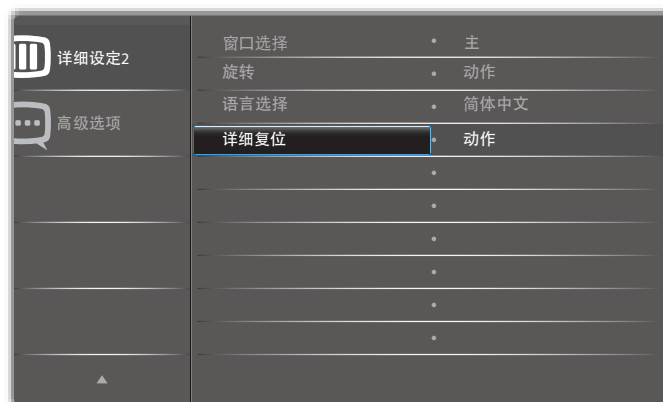 详细设定2
高级选项
窗口选择 • 主
旋转 • 动作
语言选择 • 简体中文
详细复位 • 动作